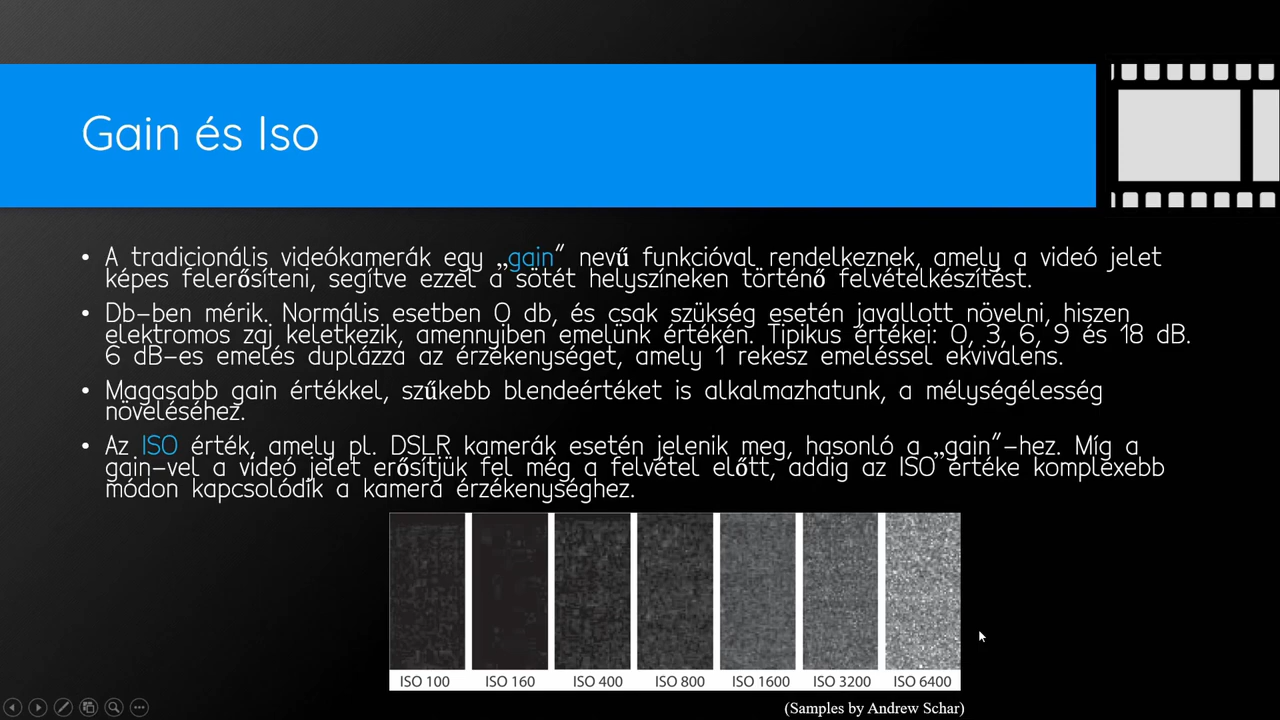 Gain és Iso
• A tradicionális videókamerák egy „gain” nevű funkcióval rendelkeznek, amely a videó jelet
képes felerősíteni, segítve ezzel a sötét helyszíneken történő felvételkészítést.
• Db-ben mérik. Normális esetben 0 db, és csak szükség esetén javallott növelni, hiszen
elektromos zaj keletkezik, amennyiben emelünk értékén. Tipikus értékei: 0, 3, 6, 9 és 18 dB.
6 dB-es emelés duplázza az érzékenységet, amely 1 rekesz emeléssel ekvivalens.
• Magasabb gain értékkel, szűkebb blendeértéket is alkalmazhatunk, a mélységélesség
növeléséhez.
• Az ISO érték, amely pl. DSLR kamerák esetén jelenik meg, hasonló a „gain”-hez. Míg a
gain-vel a videó jelet erősítjük fel még a felvétel előtt, addig az ISO értéke komplexebb
módon kapcsolódik a kamera érzékenységhez.
ISO 100 ISO 160 ISO 400 ISO 800 ISO 1600 ISO 3200 ISO 6400
(Samples by Andrew Schar)